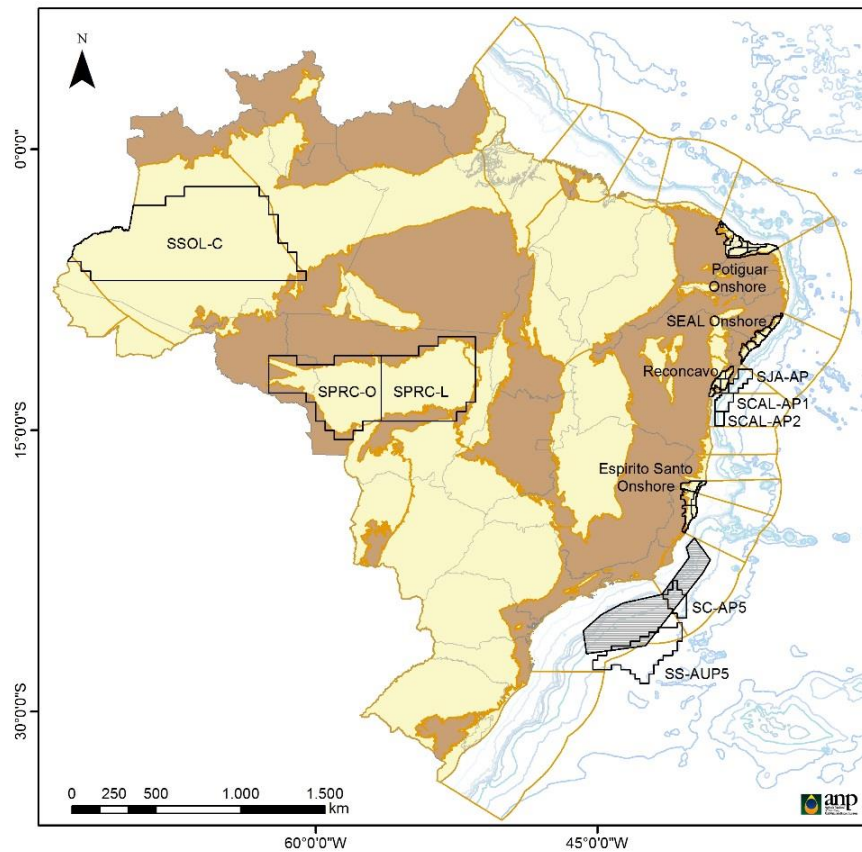 N
0°0'0"
15°0'0"S
30°0'0"S
SSOL-C
Potiguar
Onshore
SEAL Onshore
Reconcavo
SJA-AP
SPRC-O
SPRC-L
SCAL-AP1
SCAL-AP2
Espirito Santo
Onshore
SC-AP5
SS-AUP5
0 250 500 1.000 1.500
km
anp
60°0'0"W
45°0'0"W